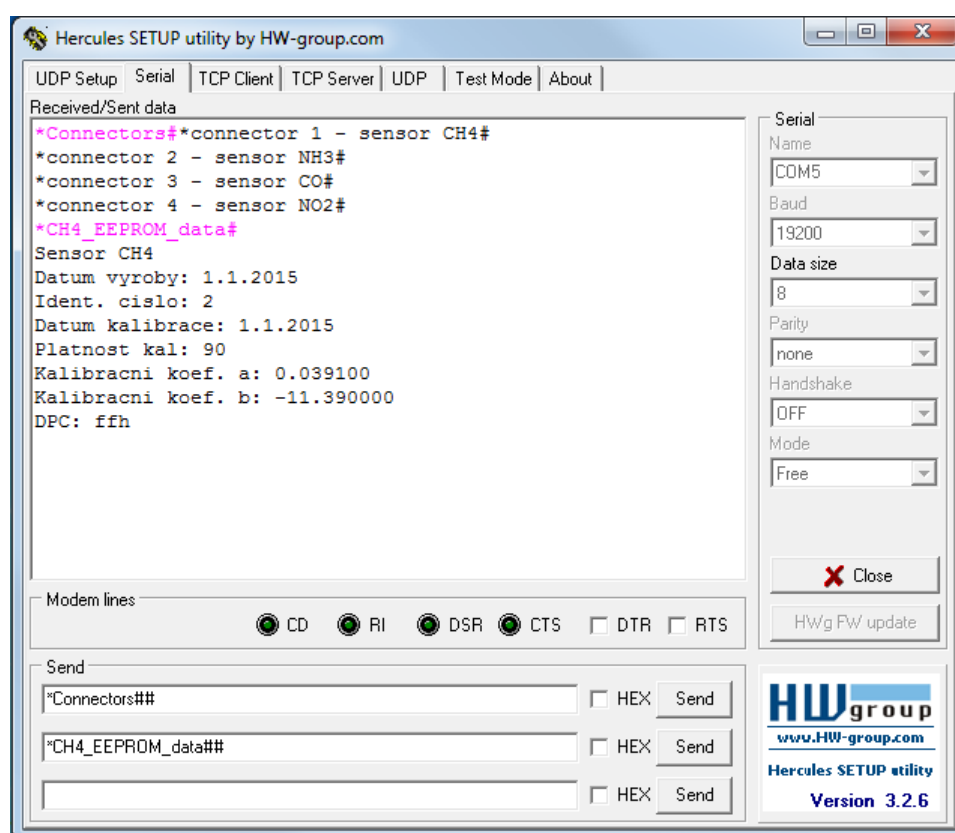 Hercules SETUP utility by HW-group.com
UDP Setup Serial TCP Client TCP Server UDP Test Mode About
Received/Sent data
*Connectors#*connector 1 - sensor CH4#
*connector 2 - sensor NH3#
*connector 3 - sensor CO#
*connector 4 - sensor NO2#
*CH4_EEPROM_data#
Sensor CH4
Datum vyroby: 1.1.2015
Ident. cislo: 2
Datum kalibrace: 1.1.2015
Platnost kal: 90
Kalibracni koef. a: 0.039100
Kalibracni koef. b: -11.390000
DPC: ffh
Serial
Name
COM5
Baud
19200
Data size
8
Parity
none
Handshake
OFF
Mode
Free
Close
HWg FW update
Modem lines
CD RI DSR CTS DTR RTS
Send
*Connectors## HEX Send
*CH4_EEPROM_data## HEX Send
HEX Send
HW group
www.HW-group.com
Hercules SETUP utility
Version 3.2.6